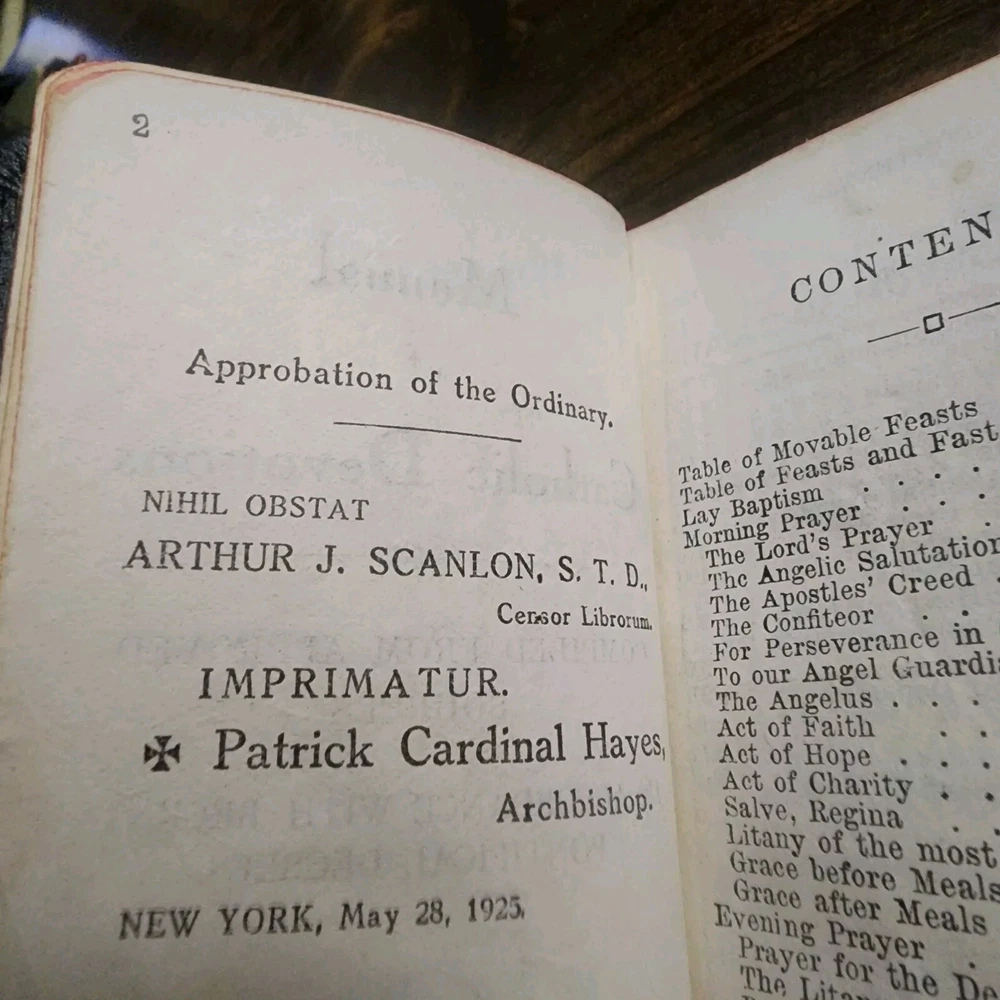 2
Approbation of the Ordinary.
NIHIL OBSTAT
ARTHUR J. SCANLON, S. T. D.,
Censor Librorum.
IMPRIMATUR.
✠ Patrick Cardinal Hayes,
Archbishop.
NEW YORK, May 28, 1925.
CONTEN
Table of Movable Feasts
Table of Feasts and Fast
Lay Baptism . . . .
Morning Prayer . . .
The Lord's Prayer .
The Angelic Salutation
The Apostles' Creed .
The Confiteor . .
For Perseverance in
To our Angel Guardi
The Angelus . . .
Act of Faith . .
Act of Hope . . .
Act of Charity . .
Salve, Regina . .
Litany of the most
Grace before Meals
Grace after Meals
Evening Prayer .
Prayer for the De
The Litan